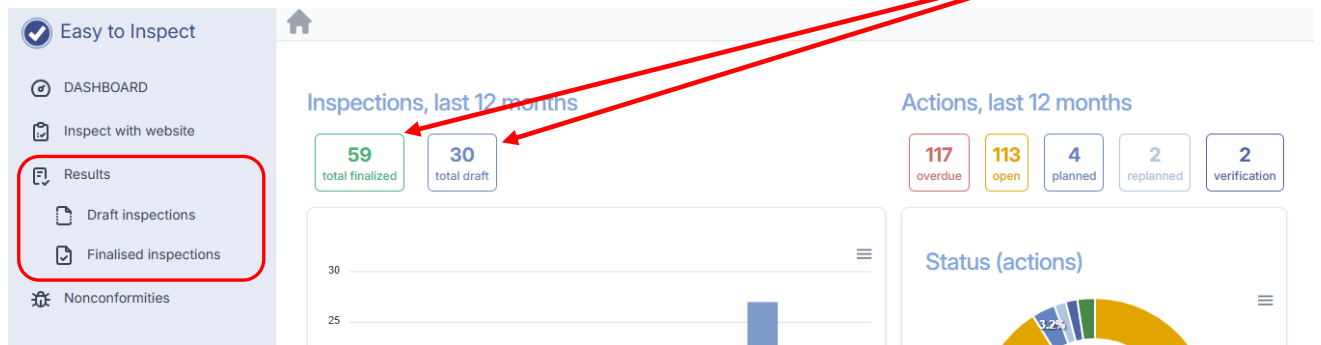 Easy to Inspect
DASHBOARD
Inspect with website
Results
Draft inspections
Finalised inspections
Nonconformities
Inspections, last 12 months
59
total finalized
30
total draft
30
25
Actions, last 12 months
117
overdue
113
open
4
planned
2
replanned
2
verification
Status (actions)
3.2%